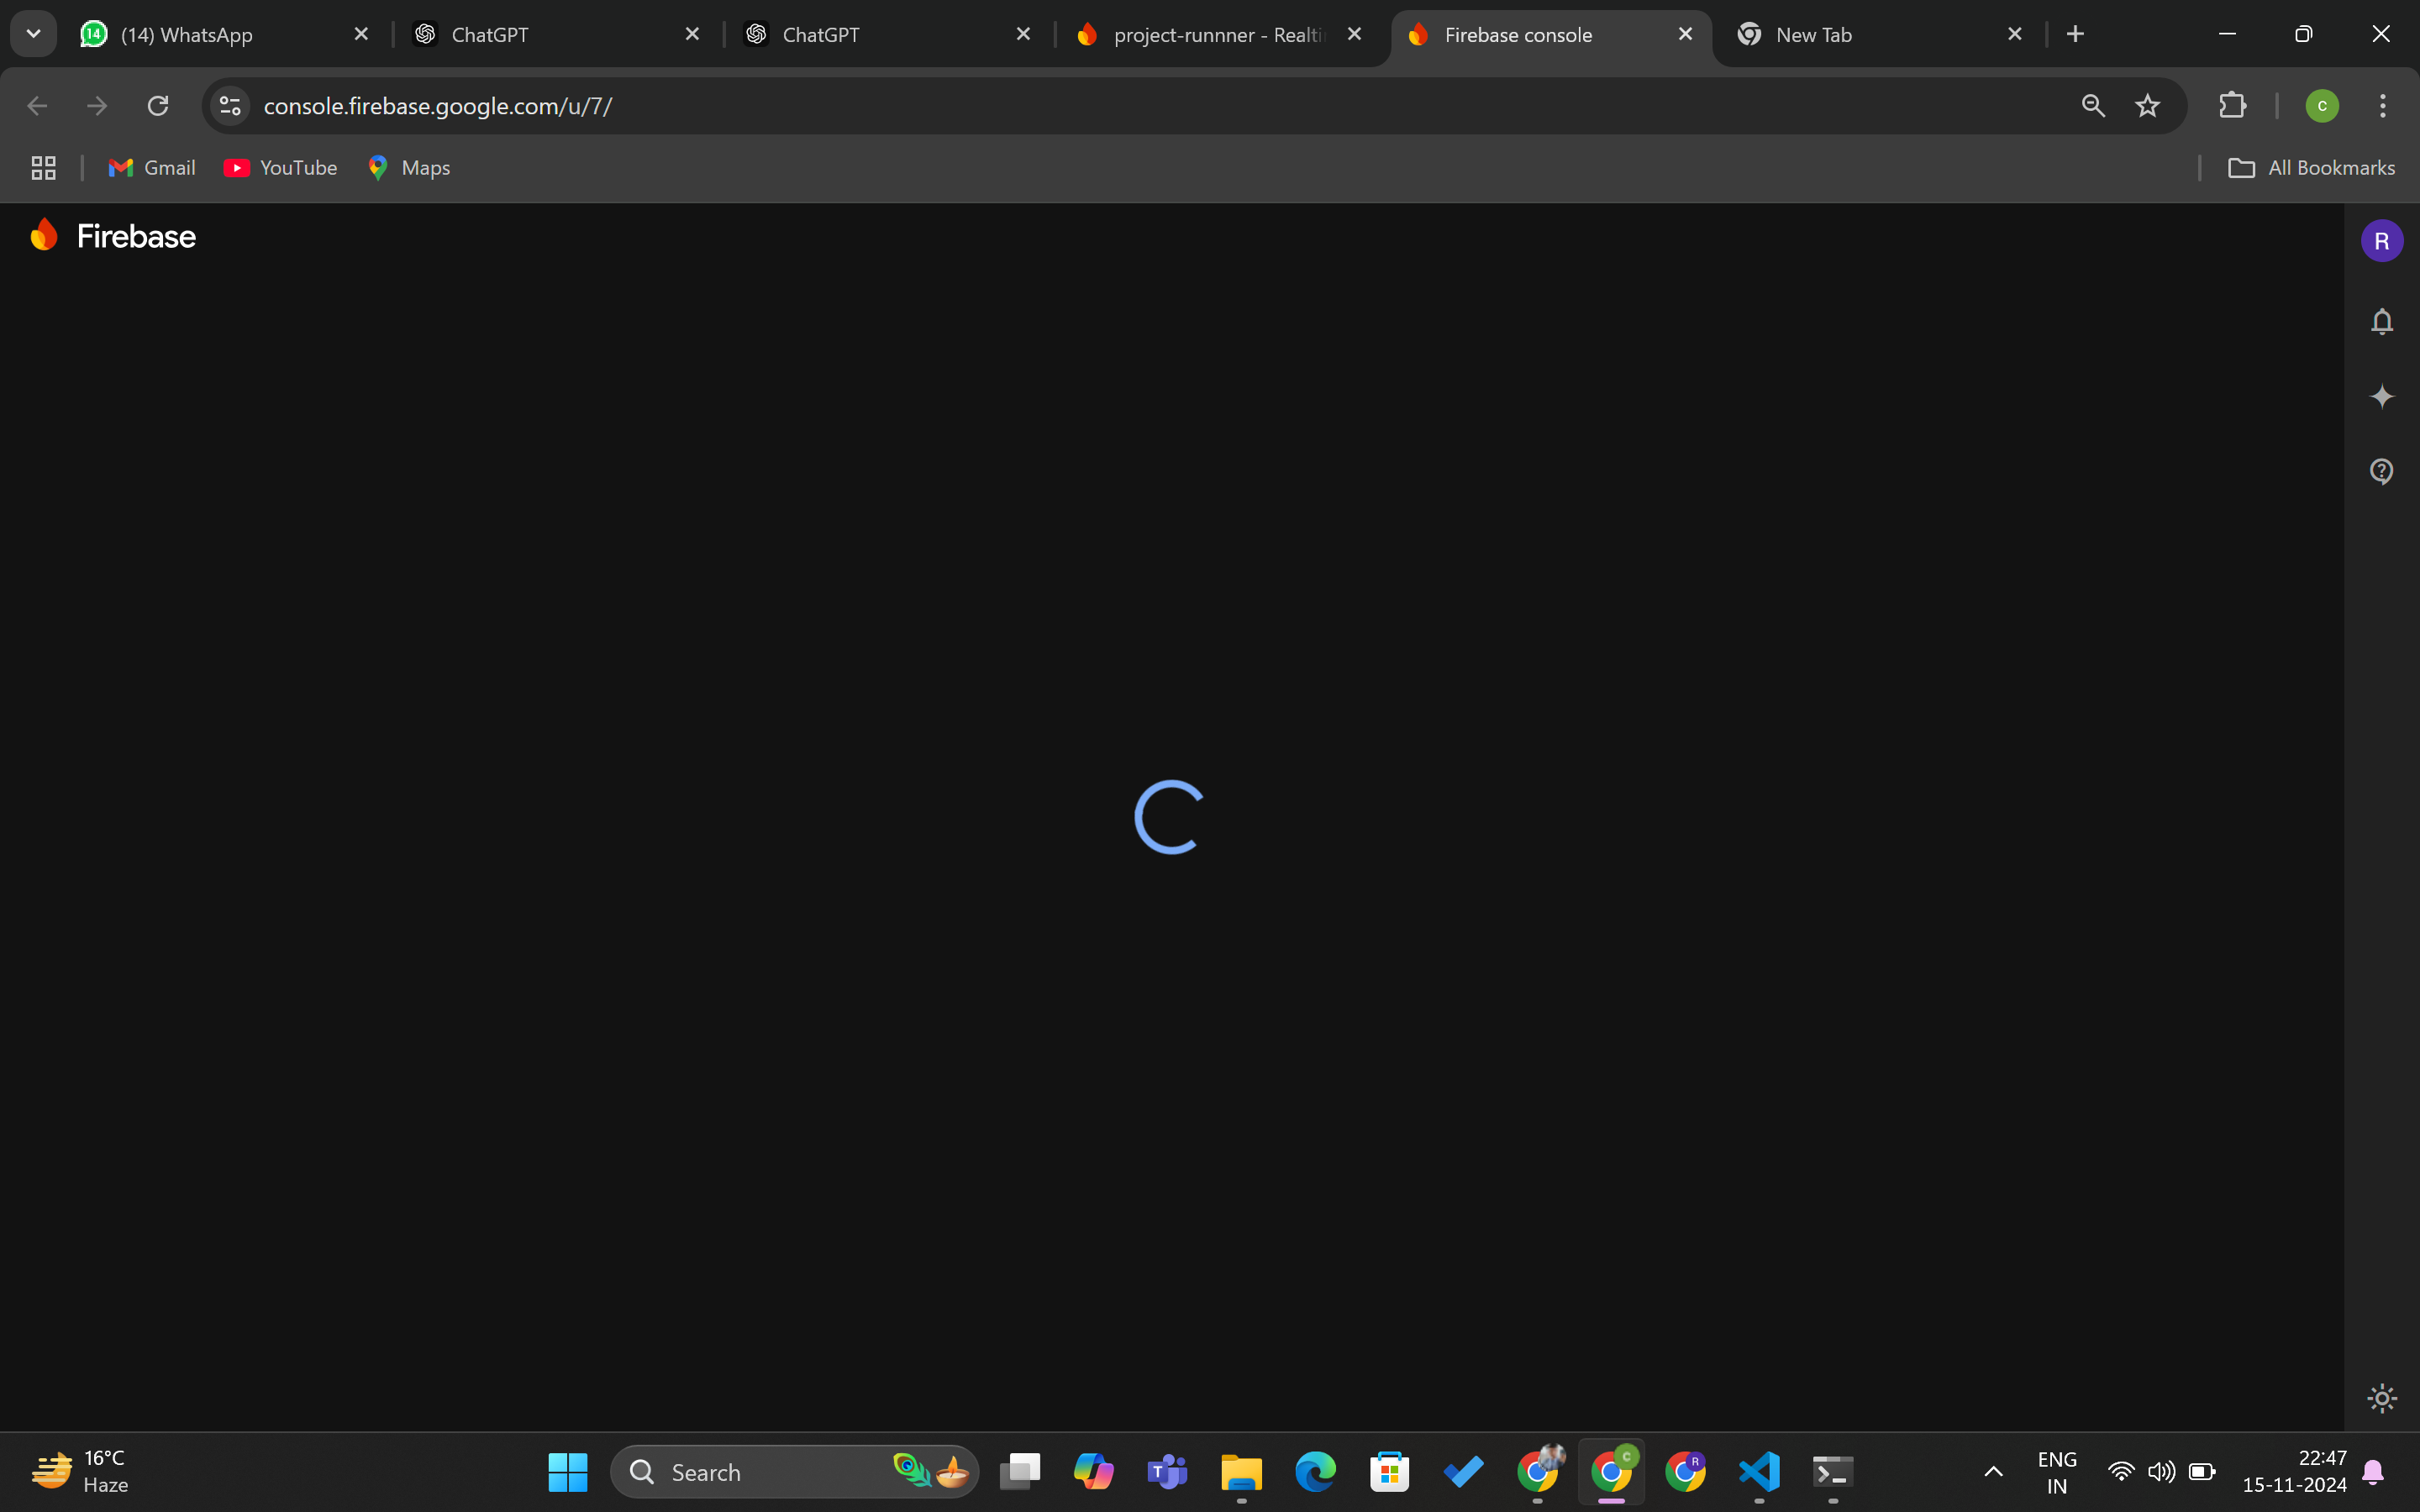 14
(14) WhatsApp
ChatGPT
ChatGPT
project-runnner - Realti
Firebase console
New Tab
console.firebase.google.com/u/7/
C
Gmail
YouTube
Maps
All Bookmarks
Firebase
R
16°C
Haze
Search
T
C
R
ENG
IN
22:47
15-11-2024